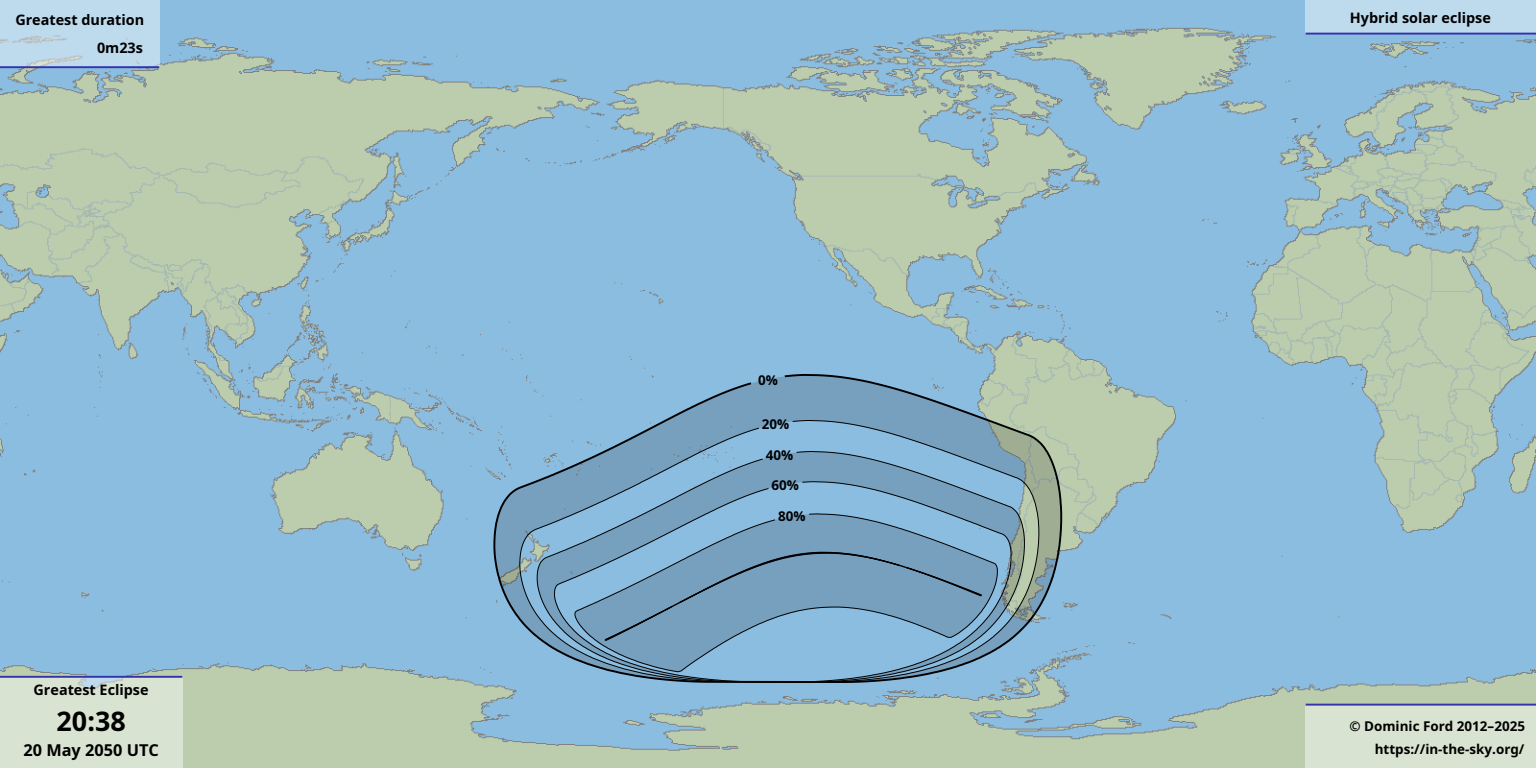 Greatest duration
0m23s
Hybrid solar eclipse
0%
20%
40%
60%
80%
Greatest Eclipse
20:38
20 May 2050 UTC
© Dominic Ford 2012–2025
https://in-the-sky.org/